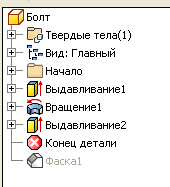 Болт
Твердые тела(1)
Вид: Главный
Начало
Выдавливание1
Вращение1
Выдавливание2
Конец детали
Фаска1